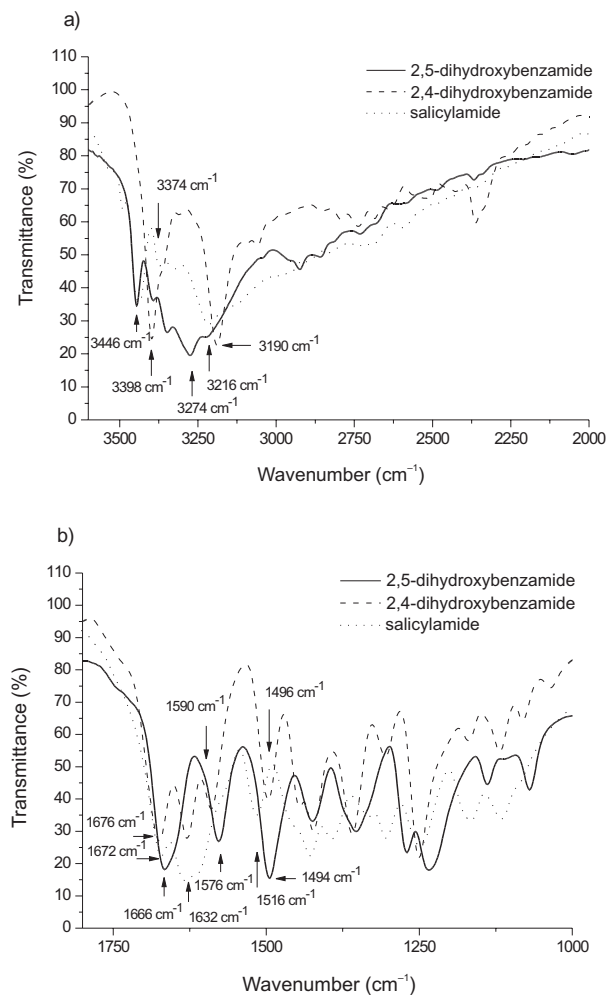 a)
2,5-dihydroxybenzamide
2,4-dihydroxybenzamide
salicylamide
110
100
90
80
70
60
50
40
30
20
10
0
Transmittance (%)
3374 cm⁻¹
3446 cm⁻¹
3398 cm⁻¹
3274 cm⁻¹
3216 cm⁻¹
3190 cm⁻¹
3500 3250 3000 2750 2500 2250 2000
Wavenumber (cm⁻¹)
b)
2,5-dihydroxybenzamide
2,4-dihydroxybenzamide
salicylamide
110
100
90
80
70
60
50
40
30
20
10
0
Transmittance (%)
1590 cm⁻¹
1496 cm⁻¹
1676 cm⁻¹
1672 cm⁻¹
1666 cm⁻¹
1632 cm⁻¹
1576 cm⁻¹
1516 cm⁻¹
1494 cm⁻¹
1750 1500 1250 1000
Wavenumber (cm⁻¹)